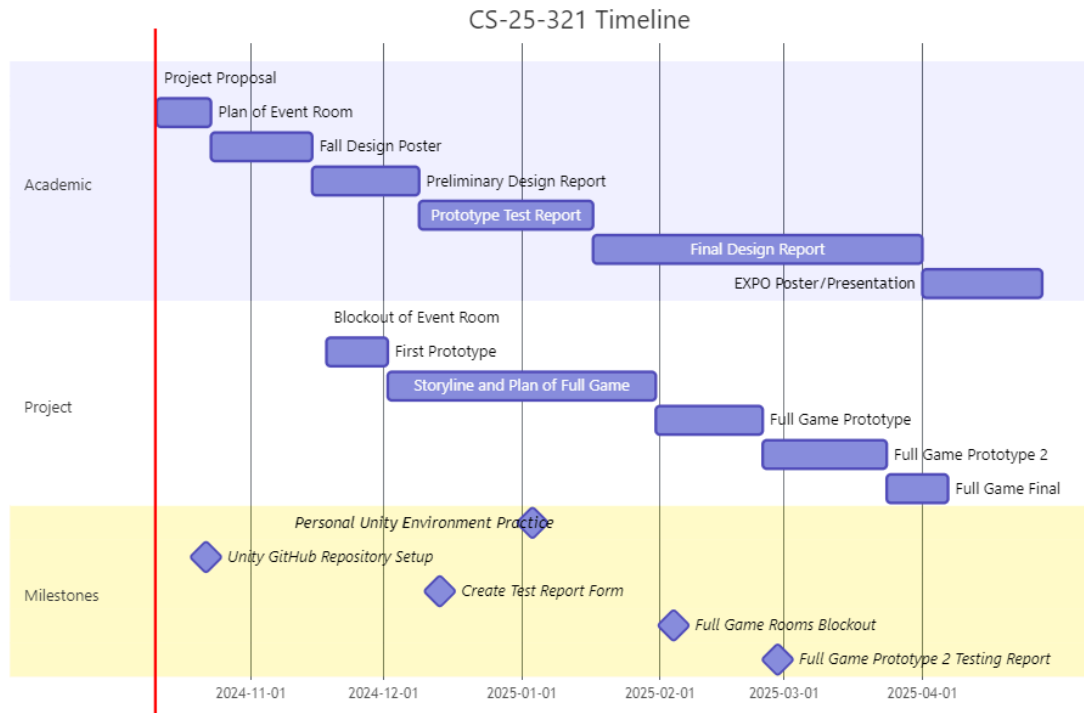 CS-25-321 Timeline
Project Proposal
Plan of Event Room
Fall Design Poster
Preliminary Design Report
Academic
Prototype Test Report
Final Design Report
EXPO Poster/Presentation
Blockout of Event Room
First Prototype
Storyline and Plan of Full Game
Project
Full Game Prototype
Full Game Prototype 2
Full Game Final
Personal Unity Environment Practice
Unity GitHub Repository Setup
Create Test Report Form
Milestones
Full Game Rooms Blockout
Full Game Prototype 2 Testing Report
2024-11-01 2024-12-01 2025-01-01 2025-02-01 2025-03-01 2025-04-01